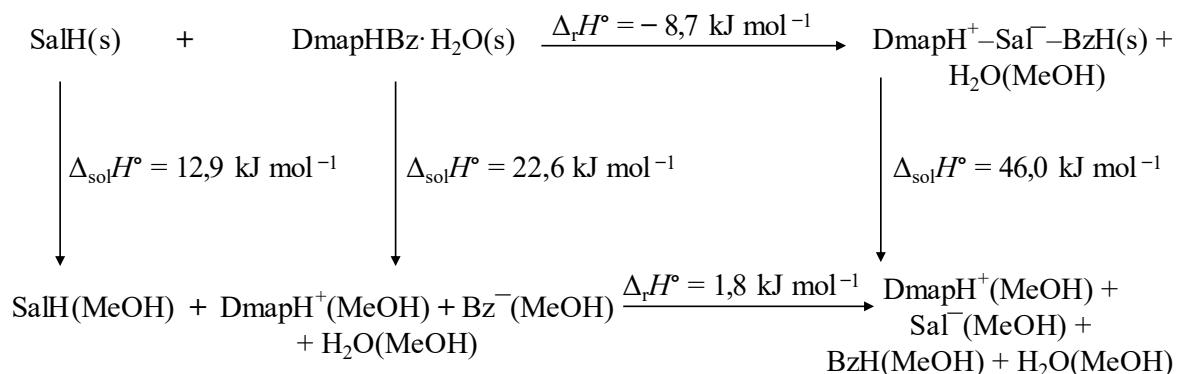 SalH(s) + DmapHBz·H₂O(s) ΔᵣH° = – 8,7 kJ mol⁻¹ DmapH⁺–Sal⁻–BzH(s) +
H₂O(MeOH)
ΔₛₒₗH° = 12,9 kJ mol⁻¹ ΔₛₒₗH° = 22,6 kJ mol⁻¹ ΔₛₒₗH° = 46,0 kJ mol⁻¹
SalH(MeOH) + DmapH⁺(MeOH) + Bz⁻(MeOH) ΔᵣH° = 1,8 kJ mol⁻¹ DmapH⁺(MeOH) +
+ H₂O(MeOH) Sal⁻(MeOH) +
BzH(MeOH) + H₂O(MeOH)